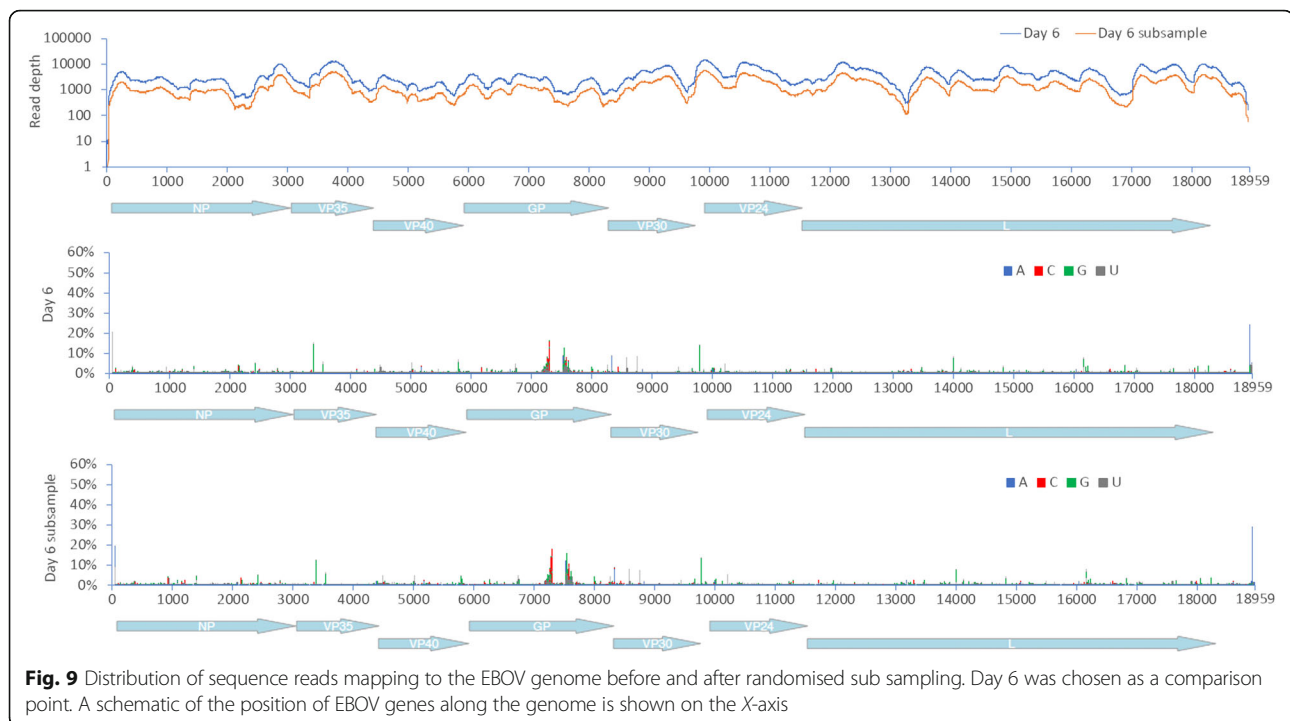 Day 6 Day 6 subsample
100000
10000
1000
100
10
1
Read depth
0 1000 2000 3000 4000 5000 6000 7000 8000 9000 10000 11000 12000 13000 14000 15000 16000 17000 18000 18959
NP VP35 GP VP24
VP40 VP30 L
60%
50%
40%
30%
20%
10%
0%
Day 6
A C G U
0 1000 2000 3000 4000 5000 6000 7000 8000 9000 10000 11000 12000 13000 14000 15000 16000 17000 18000 18959
NP VP35 GP VP24
VP40 VP30 L
60%
50%
40%
30%
20%
10%
0%
Day 6 subsample
A C G U
0 1000 2000 3000 4000 5000 6000 7000 8000 9000 10000 11000 12000 13000 14000 15000 16000 17000 18000 18959
NP VP35 GP VP24
VP40 VP30 L
Fig. 9 Distribution of sequence reads mapping to the EBOV genome before and after randomised sub sampling. Day 6 was chosen as a comparison
point. A schematic of the position of EBOV genes along the genome is shown on the X-axis